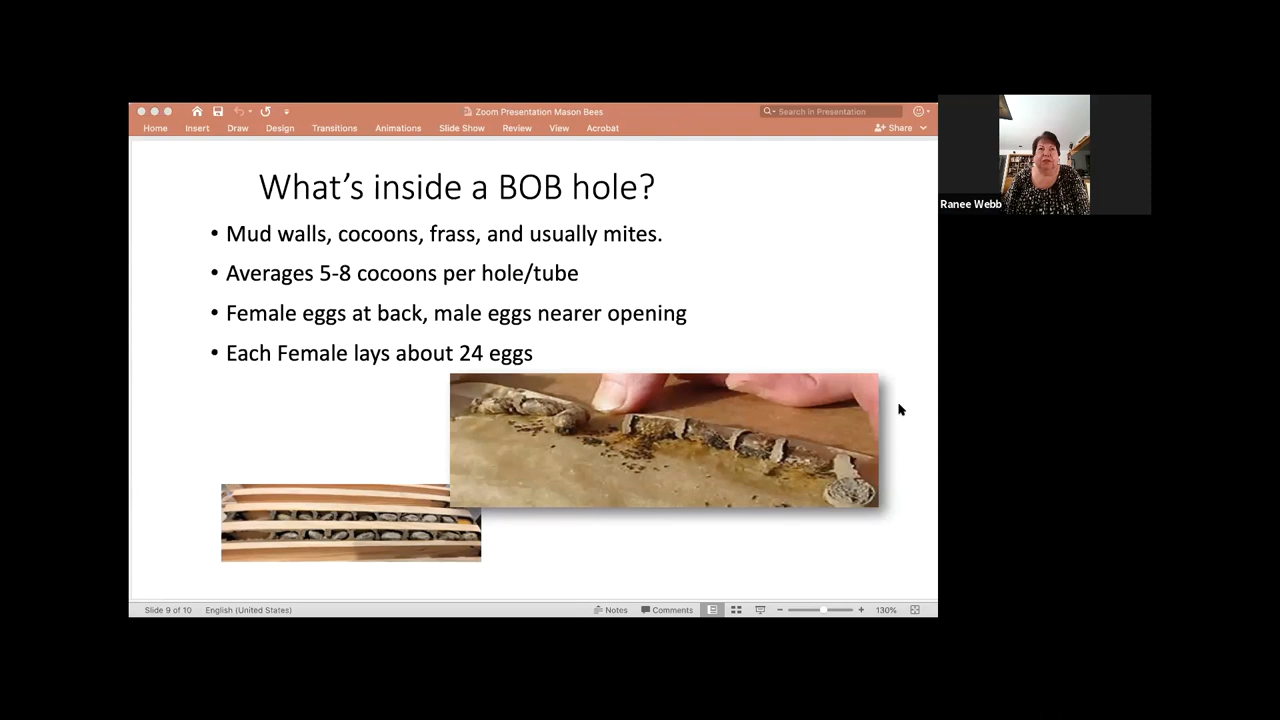 Zoom Presentation Mason Bees
Search in Presentation
Home Insert Draw Design Transitions Animations Slide Show Review View Acrobat
Share
What's inside a BOB hole?
• Mud walls, cocoons, frass, and usually mites.
• Averages 5-8 cocoons per hole/tube
• Female eggs at back, male eggs nearer opening
• Each Female lays about 24 eggs
Ranee Webb
Slide 9 of 10 English (United States) Notes Comments 130%